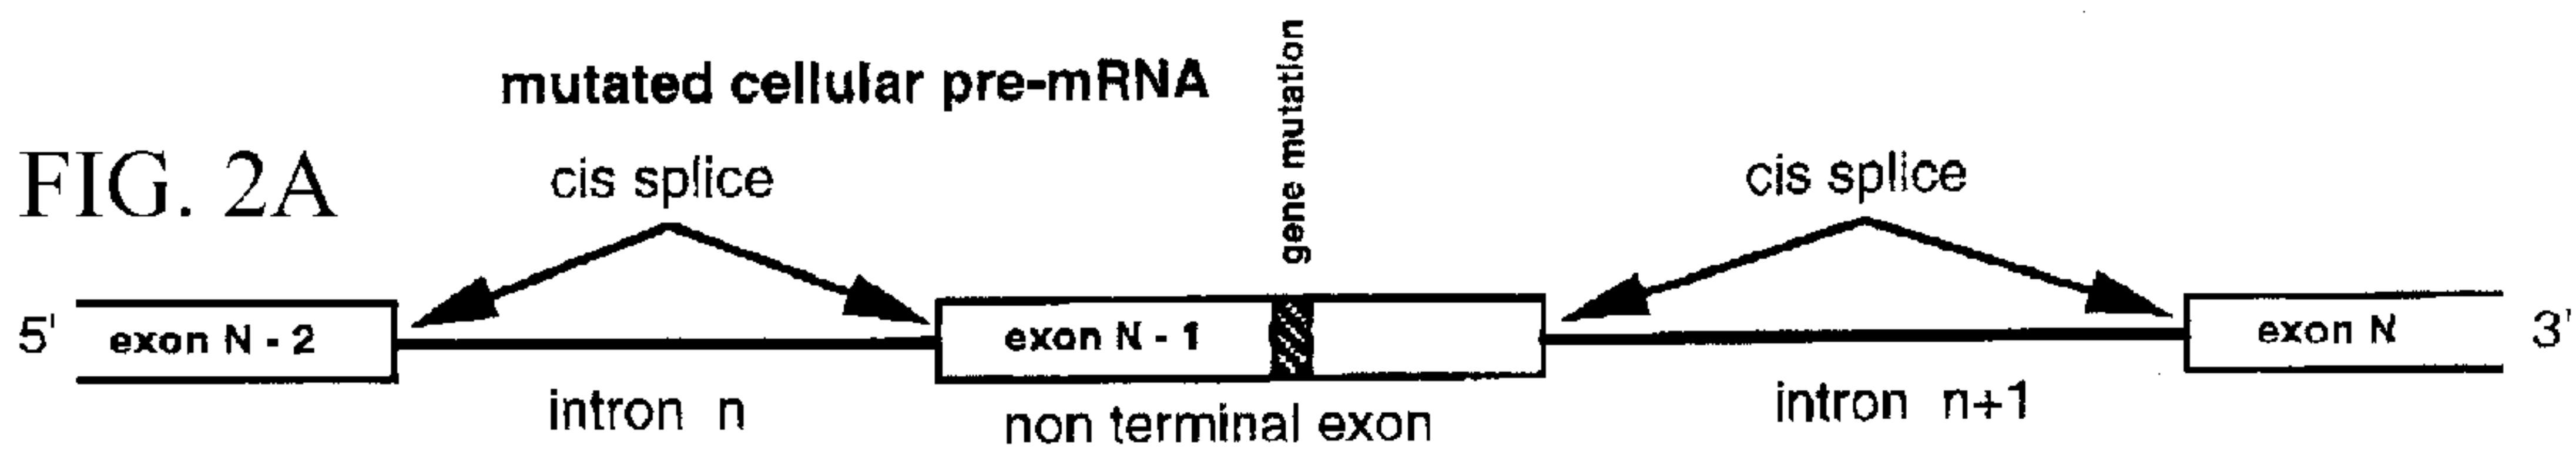 mutated cellular pre-mRNA
gene mutation
FIG. 2A
cis splice
cis splice
5'
exon N - 2
exon N - 1
exon N
3'
intron n
non terminal exon
intron n+1